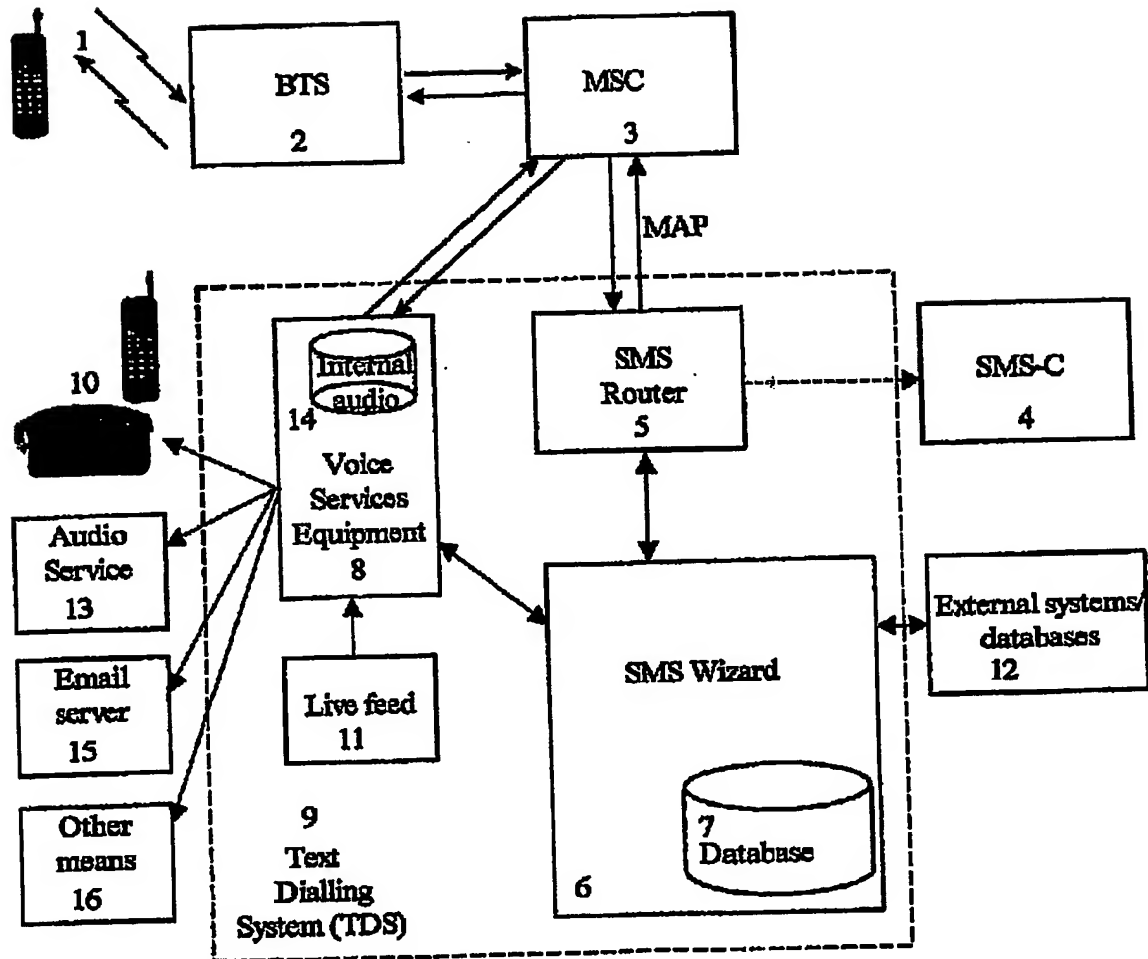 1
BTS
2
MSC
3
MAP
10
14
Internal
audio
Voice
Services
Equipment
8
SMS
Router
5
SMS-C
4
Audio
Service
13
Email
server
15
Other
means
16
Live feed
11
SMS Wizard
7
Database
6
External systems/
databases
12
9
Text
Dialling
System (TDS)